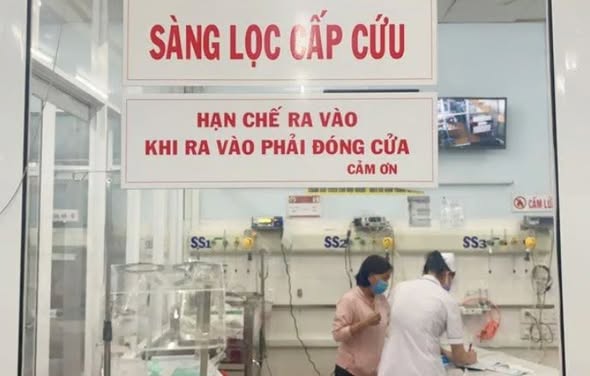 SÀNG LỌC CẤP CỨU
HẠN CHẾ RA VÀO
KHI RA VÀO PHẢI ĐÓNG CỬA
CẢM ƠN
CẤM LỬ
SS1
SS2
SS3